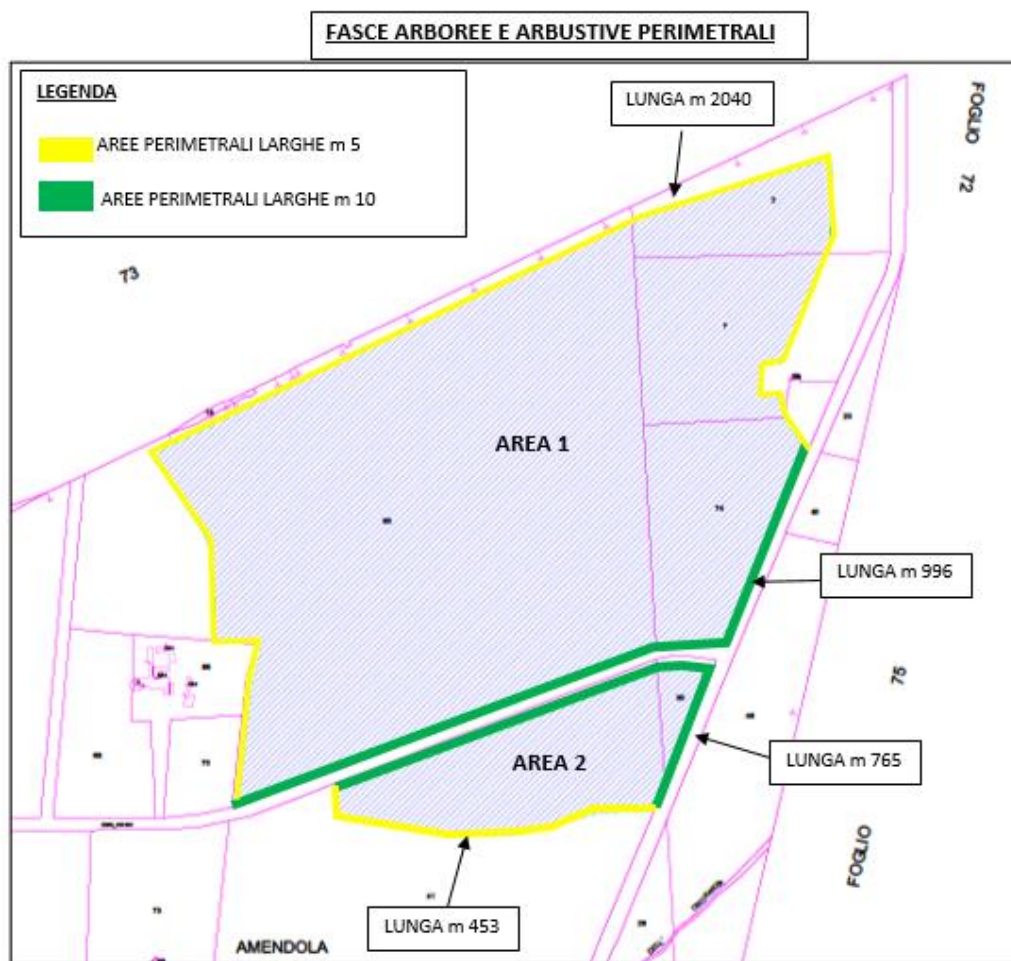 FASCE ARBOREE E ARBUSTIVE PERIMETRALI
LEGENDA
AREE PERIMETRALI LARGHE m 5
AREE PERIMETRALI LARGHE m 10
LUNGA m 2040
FOGLIO 72
73
AREA 1
LUNGA m 996
75
AREA 2
LUNGA m 765
FOGLIO
LUNGA m 453
AMENDOLA